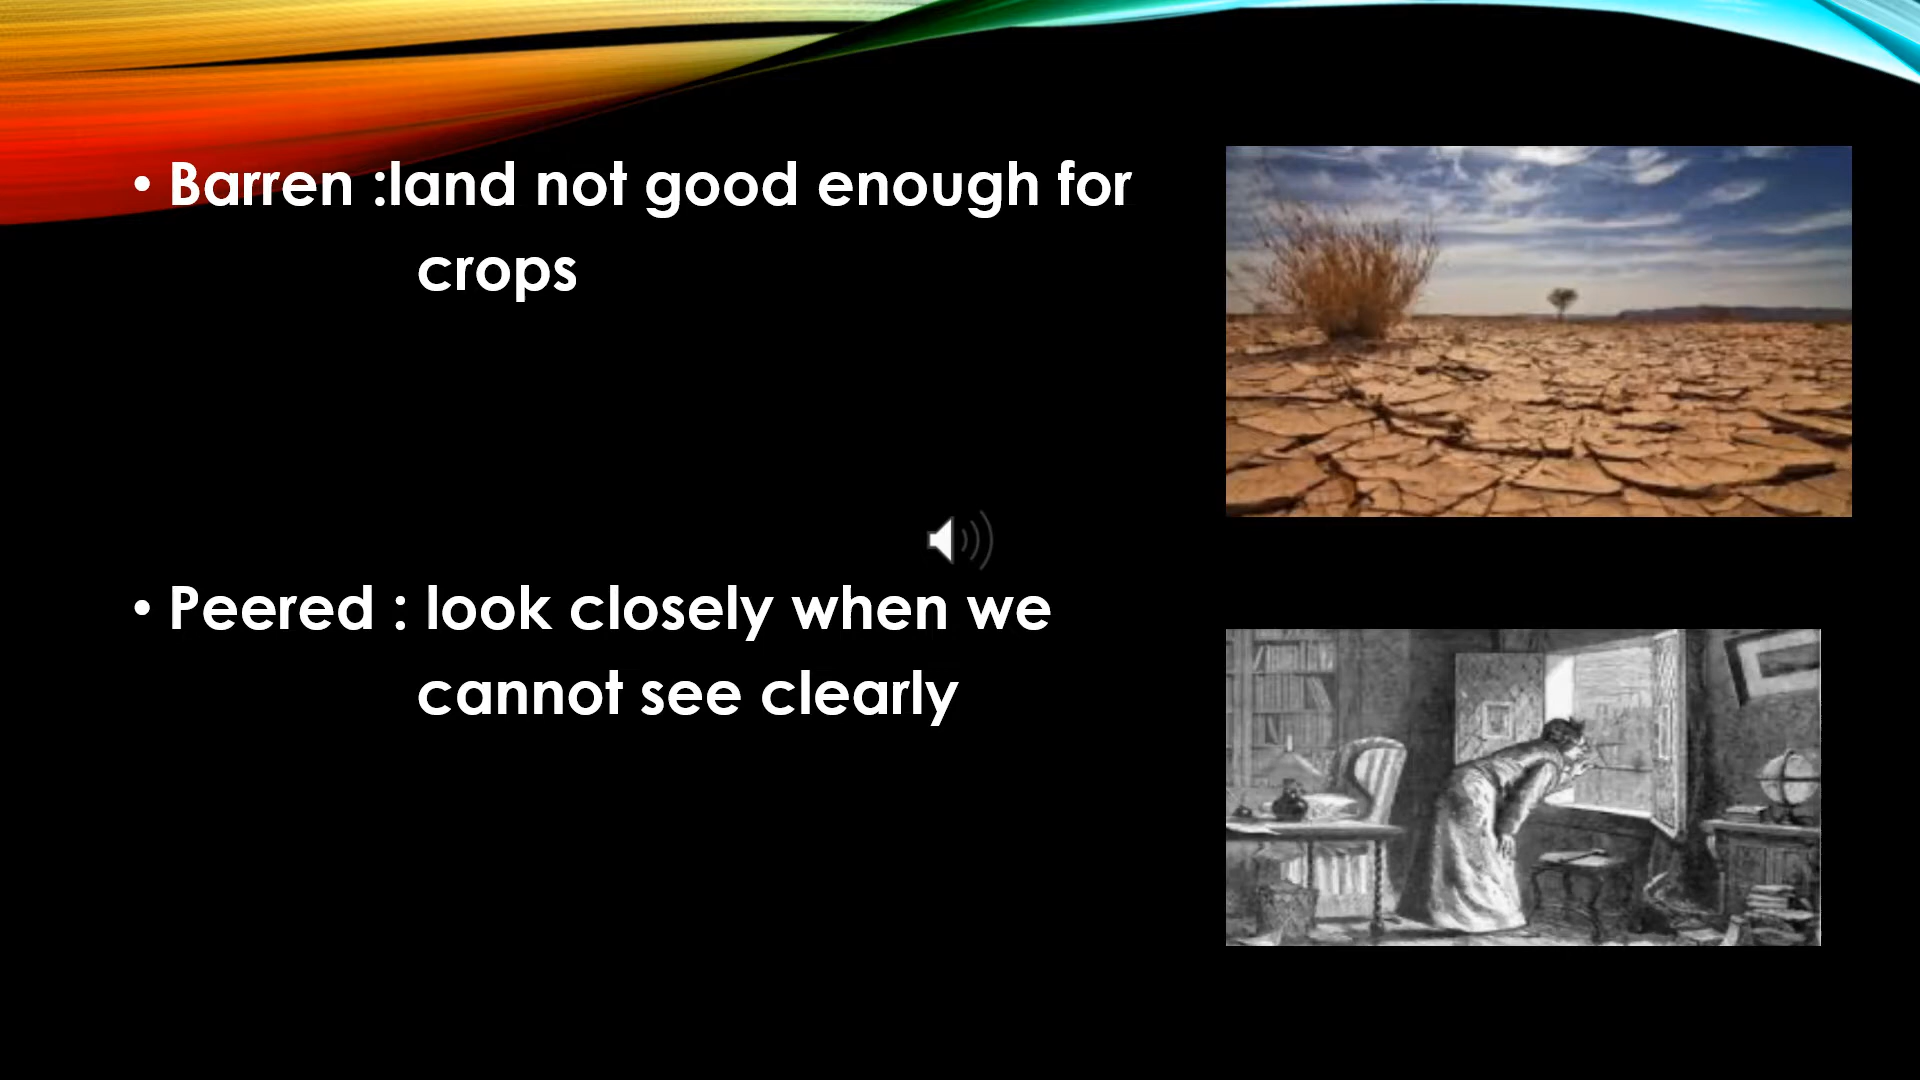 • Barren :land not good enough for
crops
• Peered : look closely when we
cannot see clearly